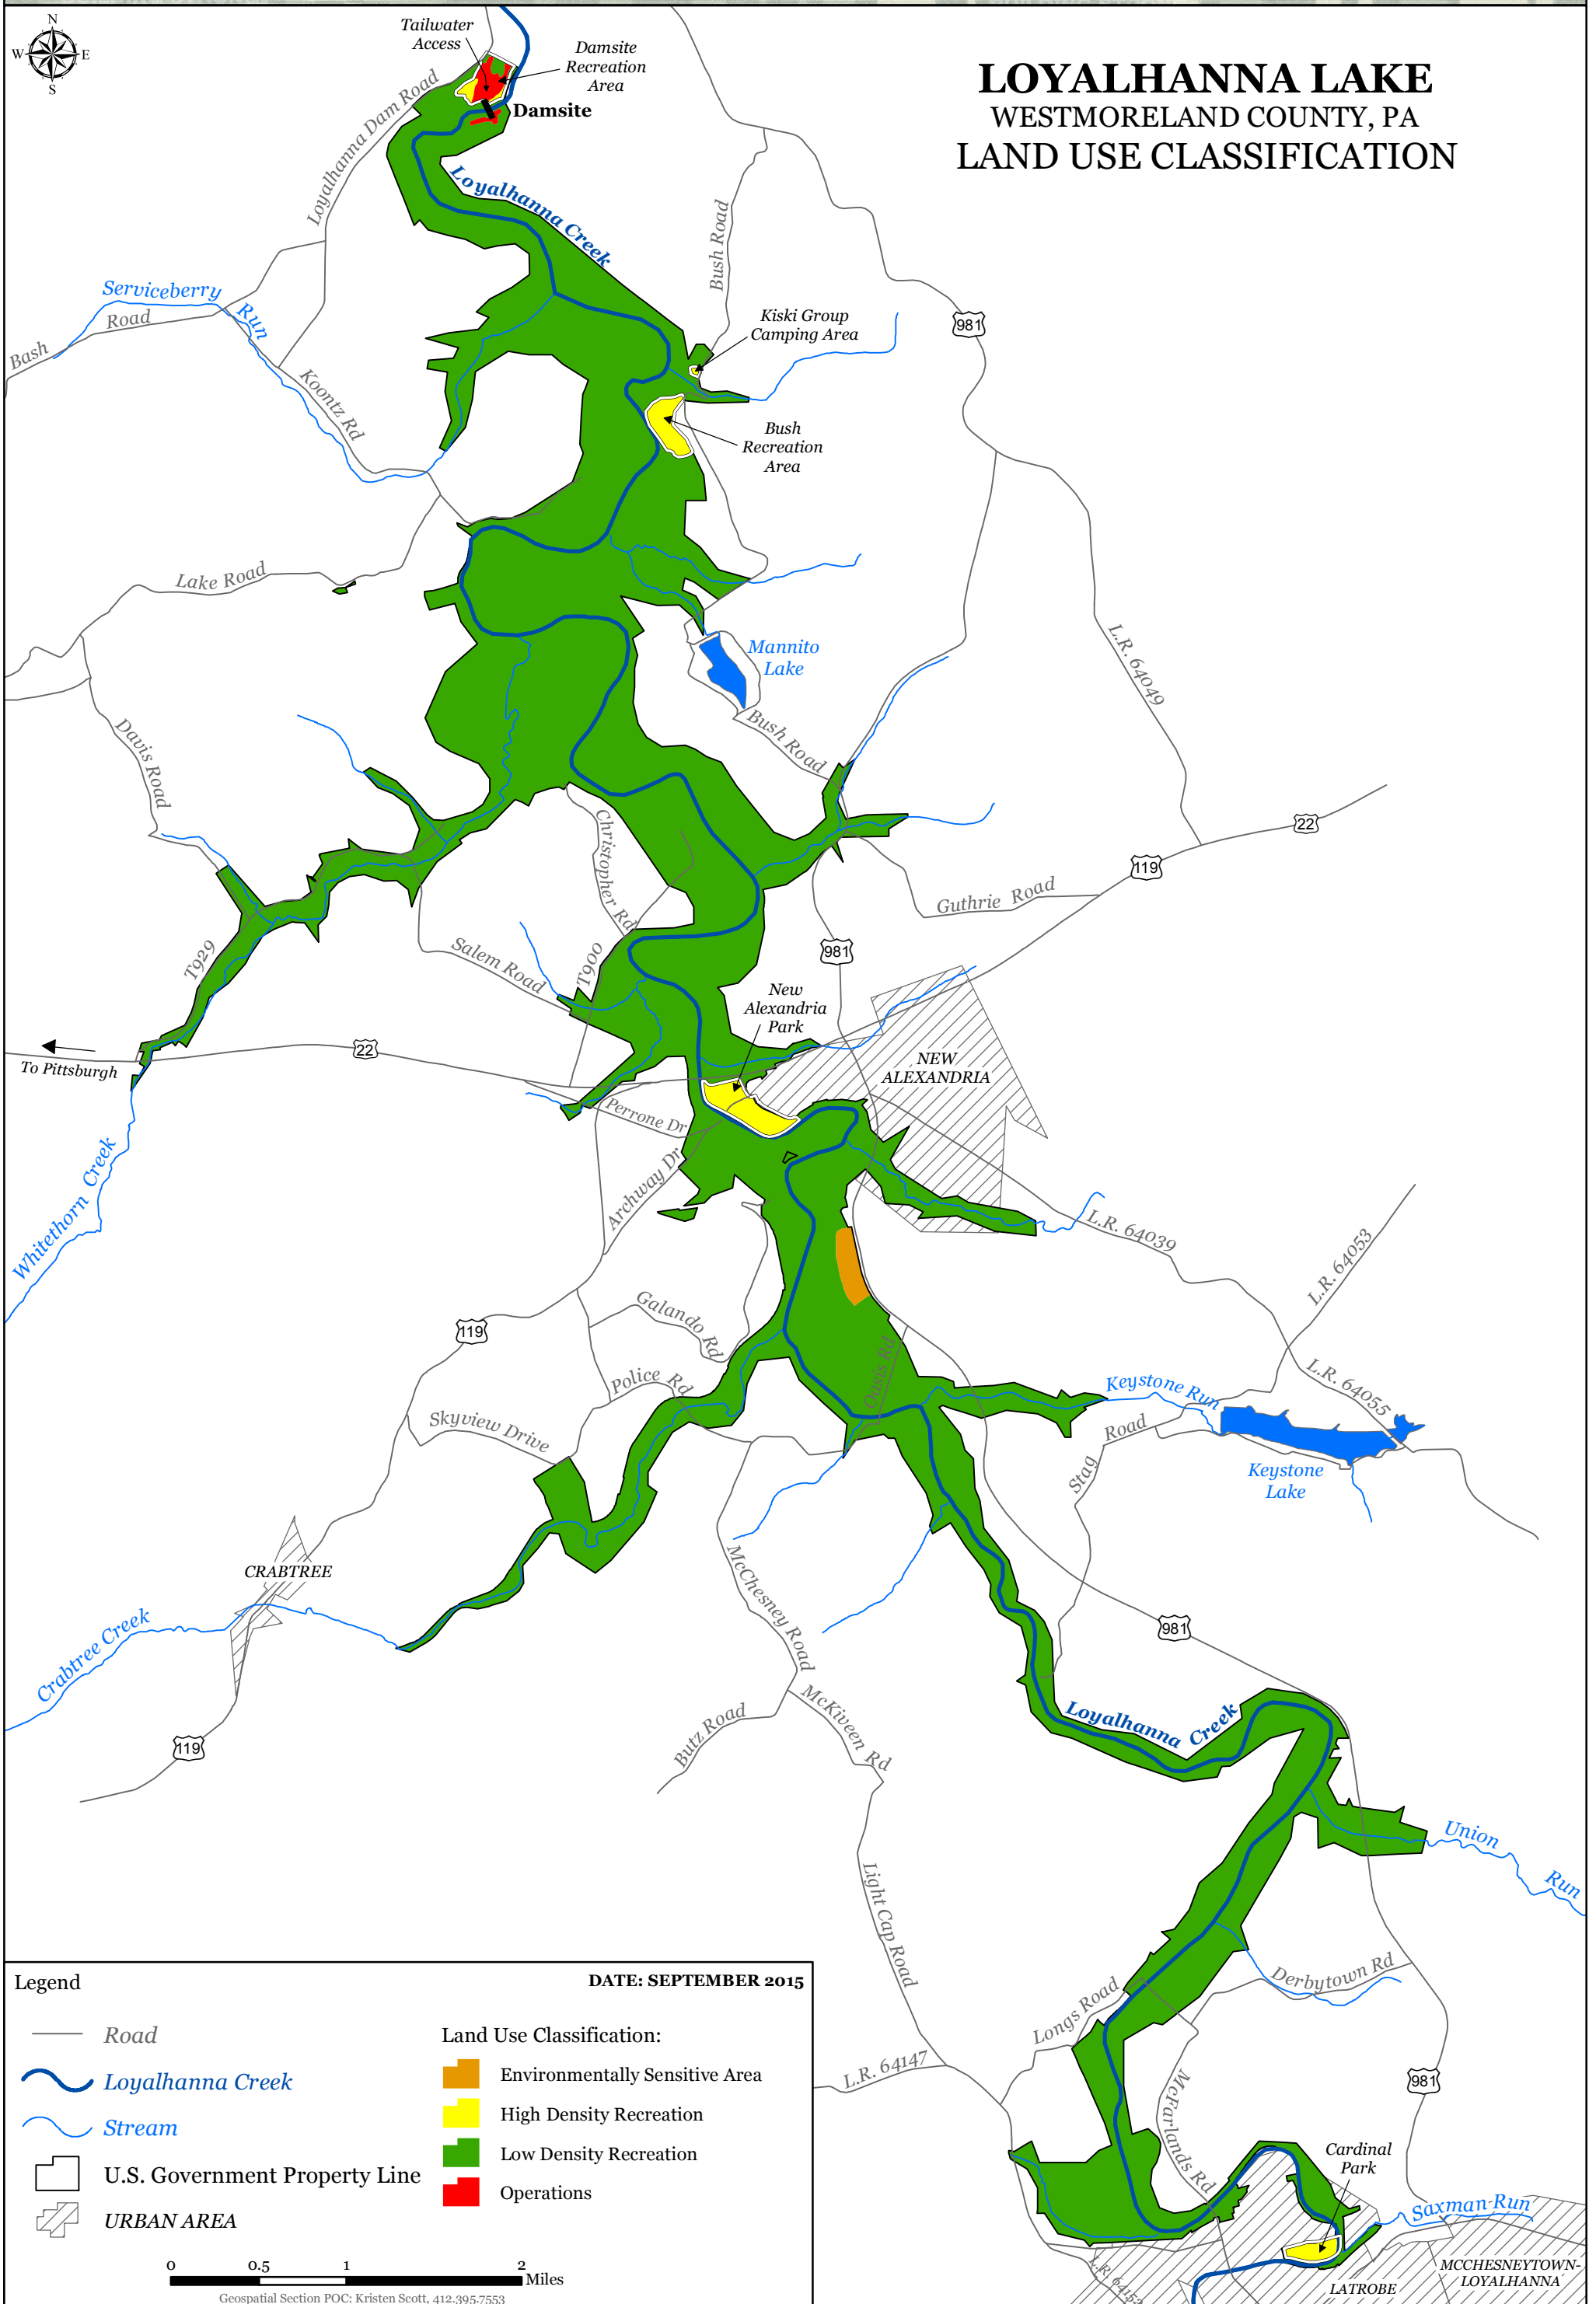 LOYALHANNA LAKE
WESTMORELAND COUNTY, PA
LAND USE CLASSIFICATION
N
W
E
S
Tailwater
Access
Damsite
Recreation
Area
Damsite
Loyalhanna Dam Road
Loyalhanna Creek
Bush Road
Serviceberry
Run
Bash
Road
Koontz Rd
Kiski Group
Camping Area
981
Bush
Recreation
Area
Lake Road
Mannito
Lake
L.R. 64049
Bush Road
Davis Road
Christopher Rd
22
119
Guthrie Road
T929
Salem Road
T900
981
New
Alexandria
Park
NEW
ALEXANDRIA
To Pittsburgh
22
Perrone Dr
Archway Dr
Whitethorn Creek
L.R. 64039
L.R. 64053
119
Galando Rd
Oasis Rd
Police Rd
Skyview Drive
Keystone Run
L.R. 64055
Stag
Road
Keystone
Lake
CRABTREE
Crabtree Creek
McChesney Road
981
McKiveen Rd
Butz Road
119
Loyalhanna Creek
Union
Run
Light Cap Road
Derbytown Rd
Longs Road
L.R. 64147
McFarlands Rd
981
Cardinal
Park
Saxman-Run
MCCHESNEYTOWN-
LOYALHANNA
LATROBE
L.R. 64152
Legend
DATE: SEPTEMBER 2015
Road
Loyalhanna Creek
Stream
U.S. Government Property Line
URBAN AREA
Land Use Classification:
Environmentally Sensitive Area
High Density Recreation
Low Density Recreation
Operations
0 0.5 1 2
Miles
Geospatial Section POC: Kristen Scott, 412.395.7553